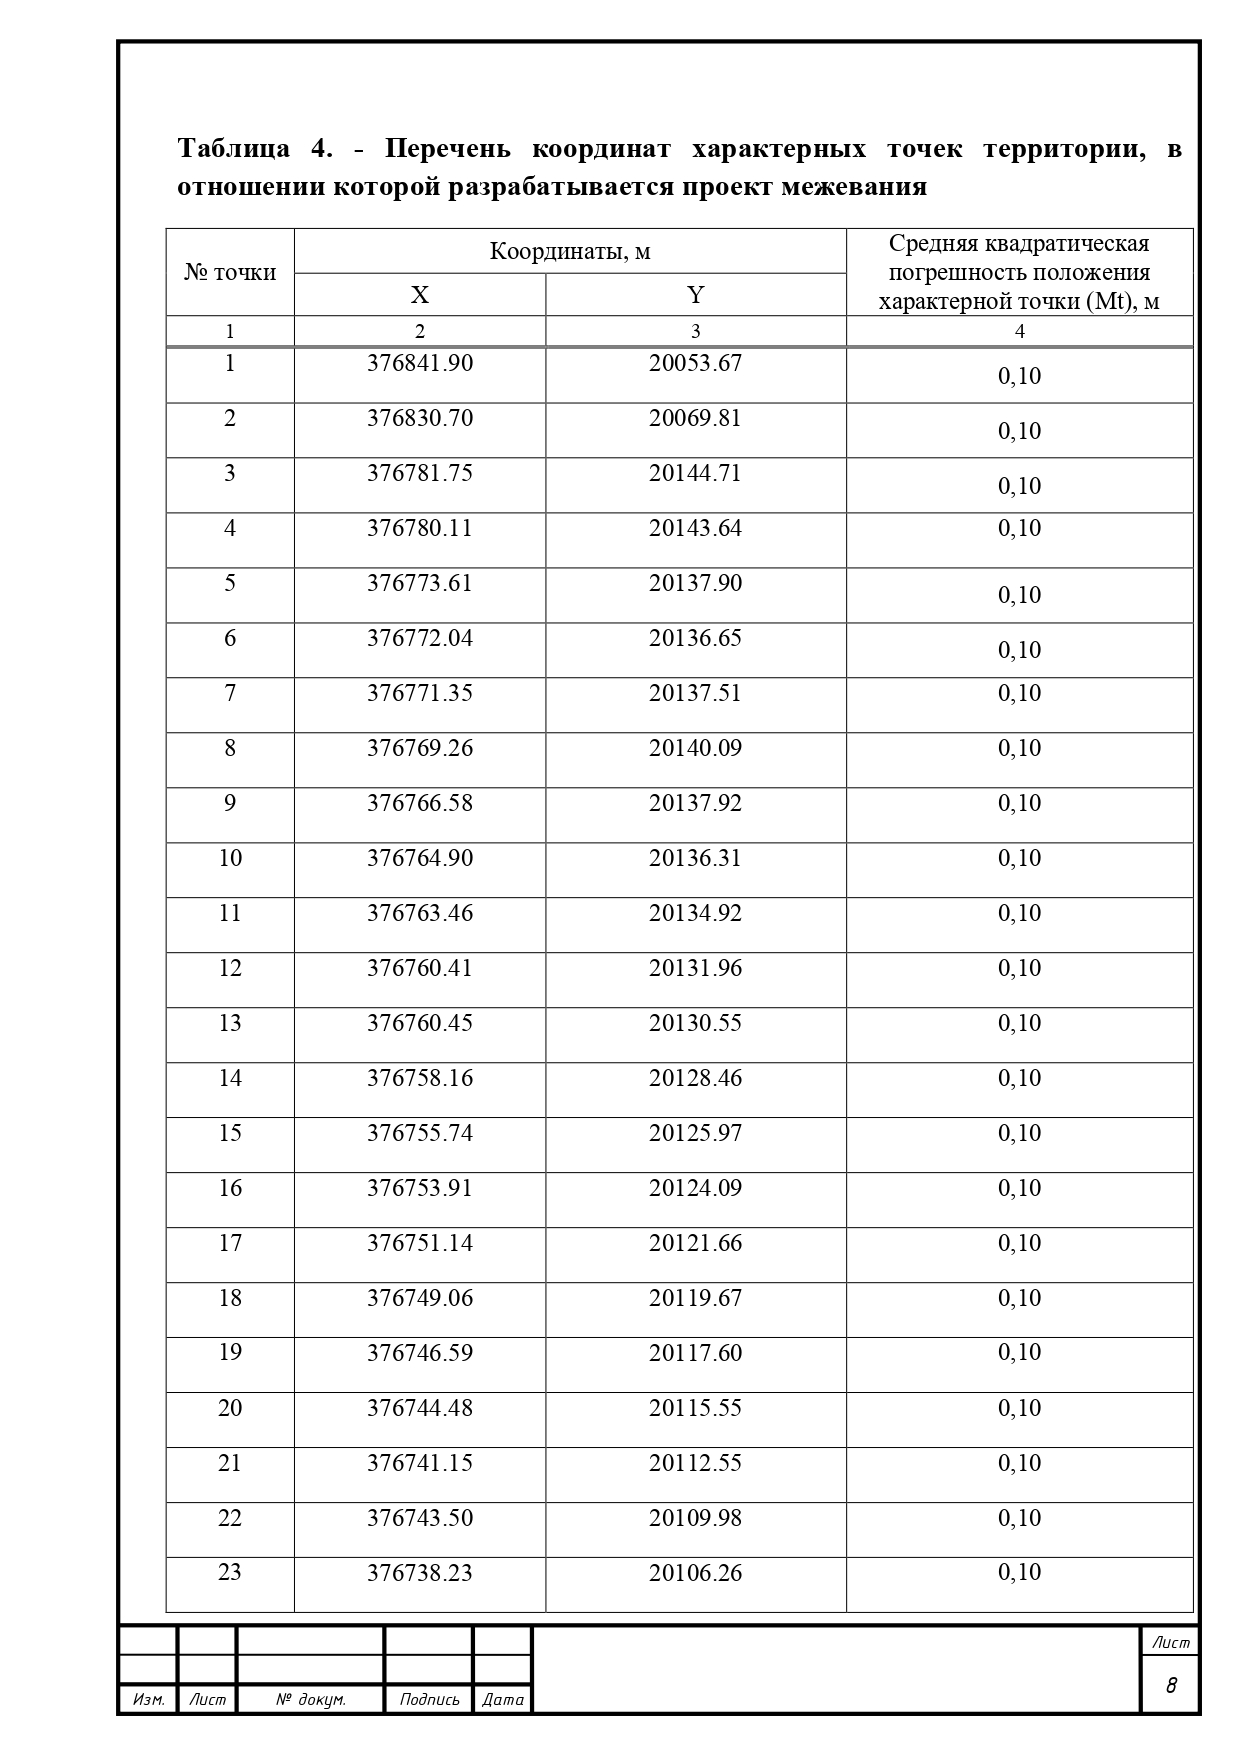 Таблица 4. - Перечень координат характерных точек территории, в
отношении которой разрабатывается проект межевания
№ точки Координаты, м Средняя квадратическая
погрешность положения
характерной точки (Mt), м
X Y
1 2 3 4
1 376841.90 20053.67 0,10
2 376830.70 20069.81 0,10
3 376781.75 20144.71 0,10
4 376780.11 20143.64 0,10
5 376773.61 20137.90 0,10
6 376772.04 20136.65 0,10
7 376771.35 20137.51 0,10
8 376769.26 20140.09 0,10
9 376766.58 20137.92 0,10
10 376764.90 20136.31 0,10
11 376763.46 20134.92 0,10
12 376760.41 20131.96 0,10
13 376760.45 20130.55 0,10
14 376758.16 20128.46 0,10
15 376755.74 20125.97 0,10
16 376753.91 20124.09 0,10
17 376751.14 20121.66 0,10
18 376749.06 20119.67 0,10
19 376746.59 20117.60 0,10
20 376744.48 20115.55 0,10
21 376741.15 20112.55 0,10
22 376743.50 20109.98 0,10
23 376738.23 20106.26 0,10
Лист
8
Изм. Лист № докум. Подпись Дата